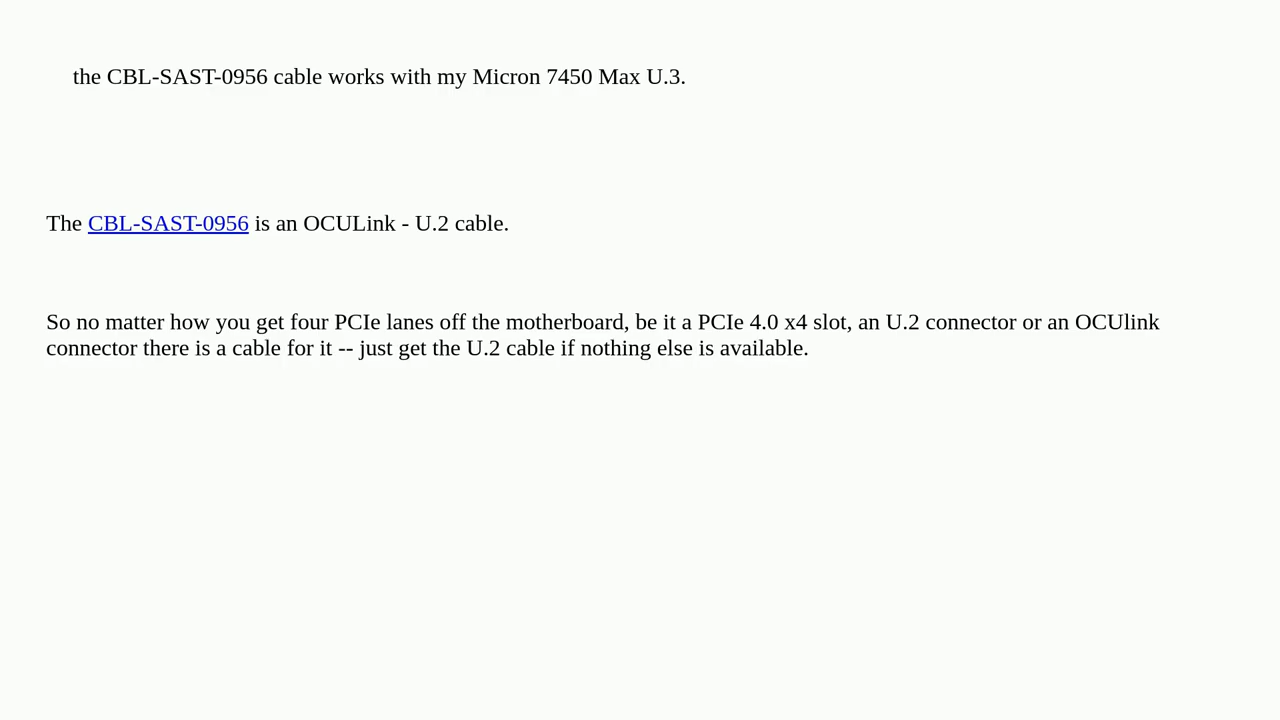 the CBL-SAST-0956 cable works with my Micron 7450 Max U.3.
The CBL-SAST-0956 is an OCULink - U.2 cable.
So no matter how you get four PCIe lanes off the motherboard, be it a PCIe 4.0 x4 slot, an U.2 connector or an OCUlink
connector there is a cable for it -- just get the U.2 cable if nothing else is available.